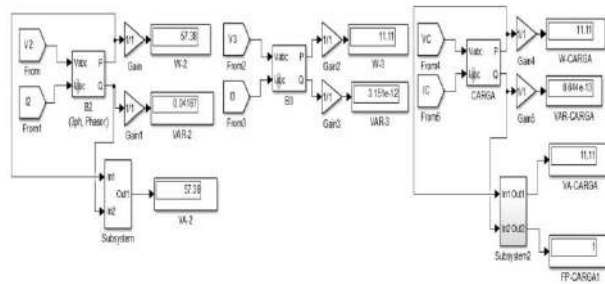 V2
From
I2
From1
Vabc
Iabc
P
Q
B2
(3ph, Phasor)
1/1
Gain
57.38
W-2
1/1
Gain1
0.04187
VAR-2
In1
In2
Out1
Subsystem
57.38
VA-2
V3
From2
I3
From3
Vabc
Iabc
P
Q
B3
1/1
Gain2
11.11
W-3
1/1
Gain3
3.151e-12
VAR-3
VC
From4
IC
From5
Vabc
Iabc
P
Q
CARGA
1/1
Gain4
11.11
W-CARGA
1/1
Gain5
VAR-CARGA
In1 Out1
In2 Out2
Subsystem2
11.11
VA-CARGA
1
FP-CARGA1